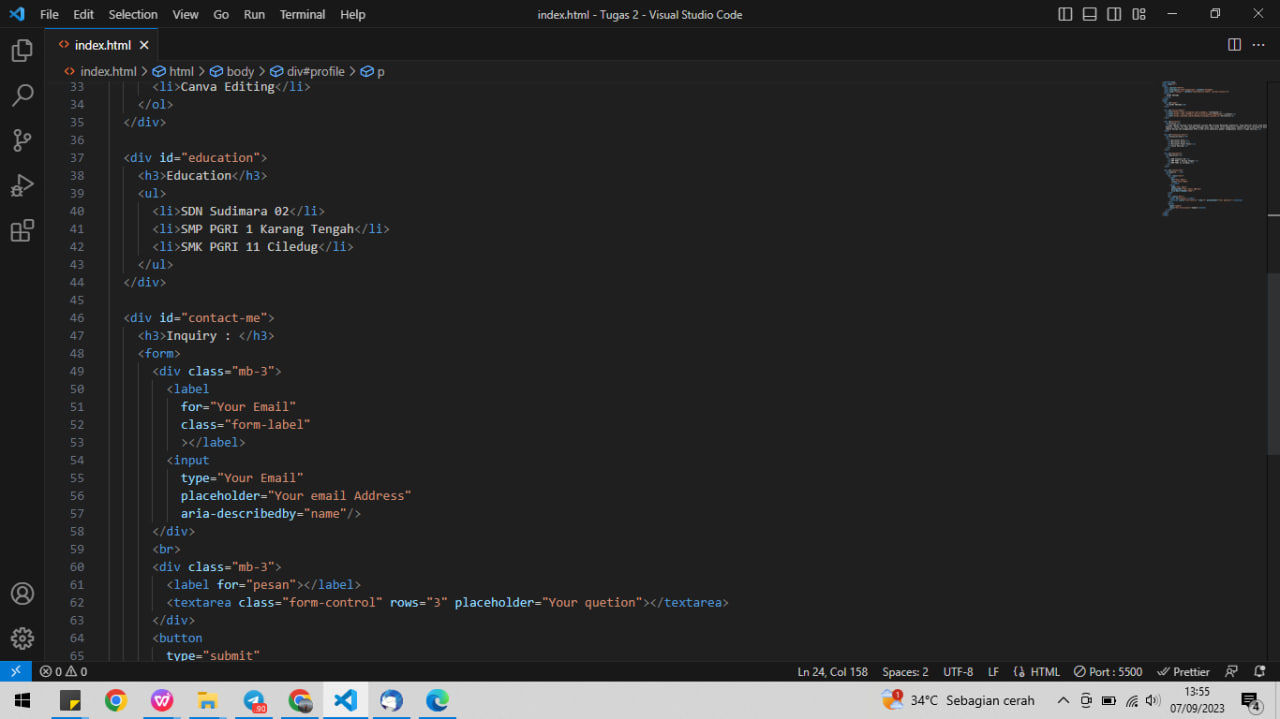 File Edit Selection View Go Run Terminal Help
index.html - Tugas 2 - Visual Studio Code
index.html
index.html > html > body > div#profile > p
33 <li>Canva Editing</li>
34 </ol>
35 </div>
36
37 <div id="education">
38 <h3>Education</h3>
39 <ul>
40 <li>SDN Sudimara 02</li>
41 <li>SMP PGRI 1 Karang Tengah</li>
42 <li>SMK PGRI 11 Ciledug</li>
43 </ul>
44 </div>
45
46 <div id="contact-me">
47 <h3>Inquiry : </h3>
48 <form>
49 <div class="mb-3">
50 <label
51 for="Your Email"
52 class="form-label"
53 ></label>
54 <input
55 type="Your Email"
56 placeholder="Your email Address"
57 aria-describedby="name"/>
58 </div>
59 <br>
60 <div class="mb-3">
61 <label for="pesan"></label>
62 <textarea class="form-control" rows="3" placeholder="Your quetion"></textarea>
63 </div>
64 <button
65 type="submit"
0 0 Ln 24, Col 158 Spaces: 2 UTF-8 LF HTML Port : 5500 Prettier
.90
1 34°C Sebagian cerah
13:55
07/09/2023
4